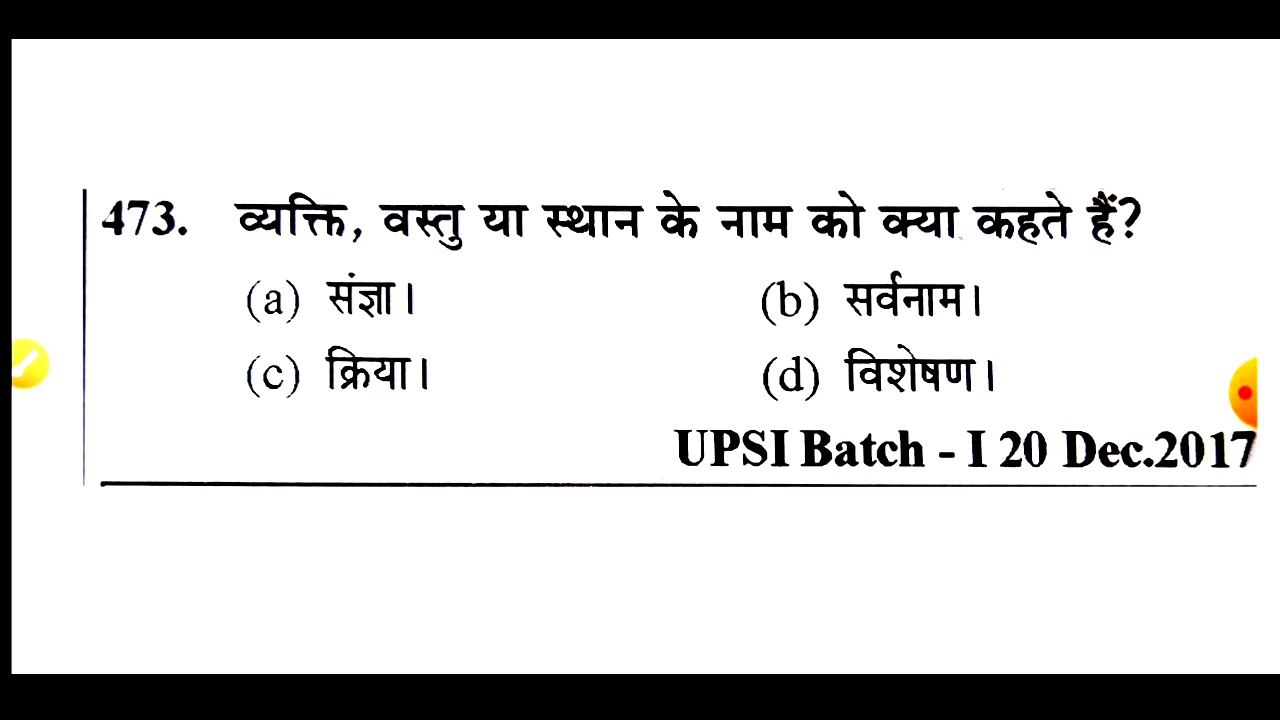 473. व्यक्ति, वस्तु या स्थान के नाम को क्या कहते हैं?
(a) संज्ञा। (b) सर्वनाम।
(c) क्रिया। (d) विशेषण।
UPSI Batch - I 20 Dec.2017